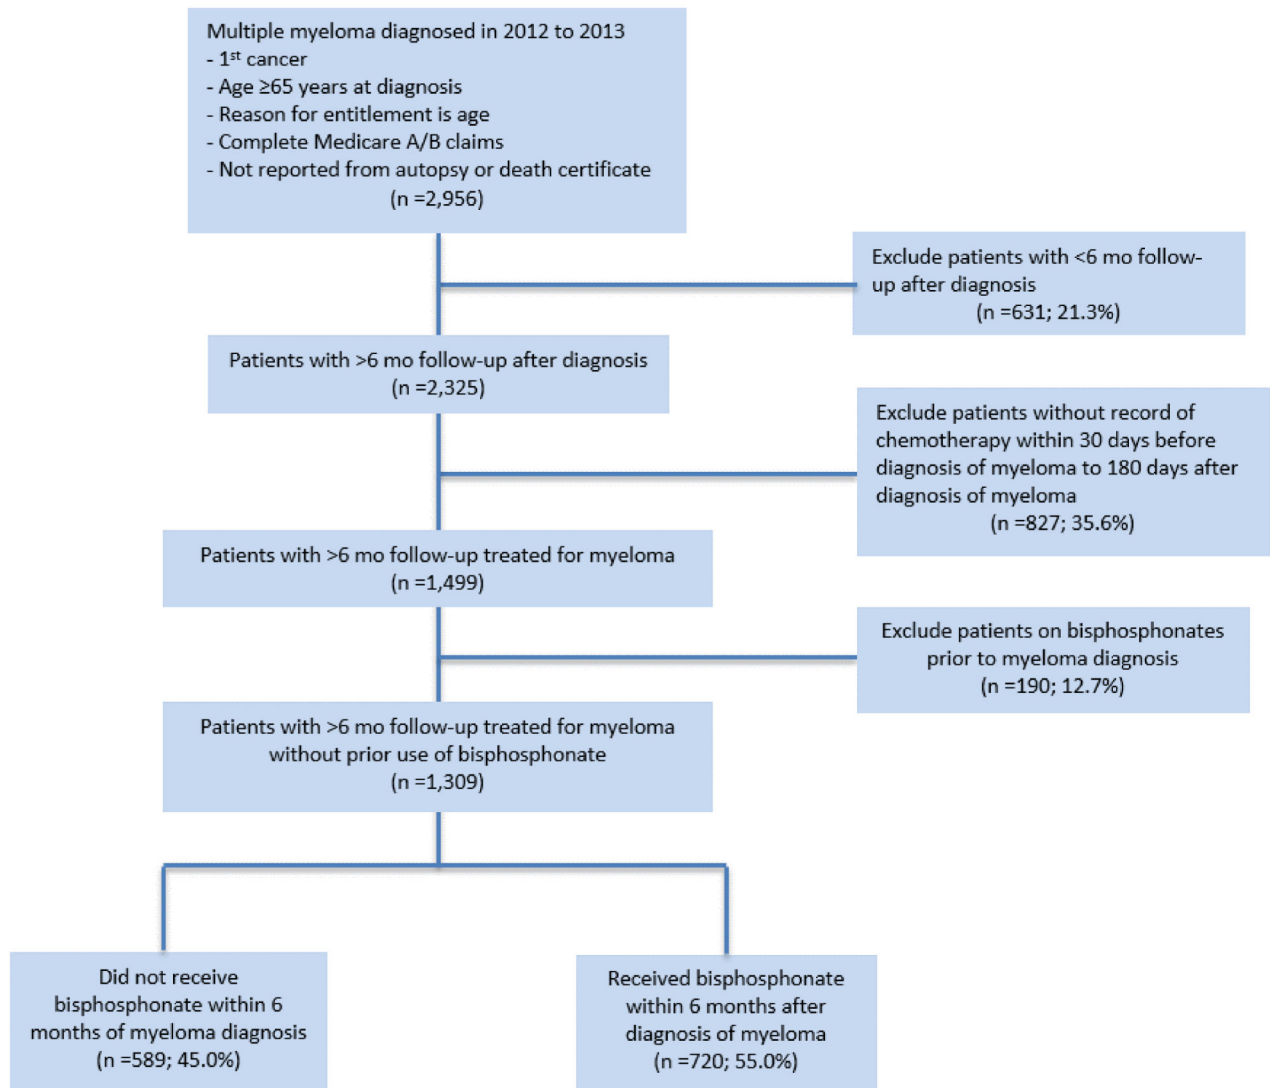 Multiple myeloma diagnosed in 2012 to 2013
- 1st cancer
- Age ≥65 years at diagnosis
- Reason for entitlement is age
- Complete Medicare A/B claims
- Not reported from autopsy or death certificate
(n =2,956)
Exclude patients with <6 mo follow-
up after diagnosis
(n =631; 21.3%)
Patients with >6 mo follow-up after diagnosis
(n =2,325)
Exclude patients without record of
chemotherapy within 30 days before
diagnosis of myeloma to 180 days after
diagnosis of myeloma
(n =827; 35.6%)
Patients with >6 mo follow-up treated for myeloma
(n =1,499)
Exclude patients on bisphosphonates
prior to myeloma diagnosis
(n =190; 12.7%)
Patients with >6 mo follow-up treated for myeloma
without prior use of bisphosphonate
(n =1,309)
Did not receive
bisphosphonate within 6
months of myeloma diagnosis
(n =589; 45.0%)
Received bisphosphonate
within 6 months after
diagnosis of myeloma
(n =720; 55.0%)